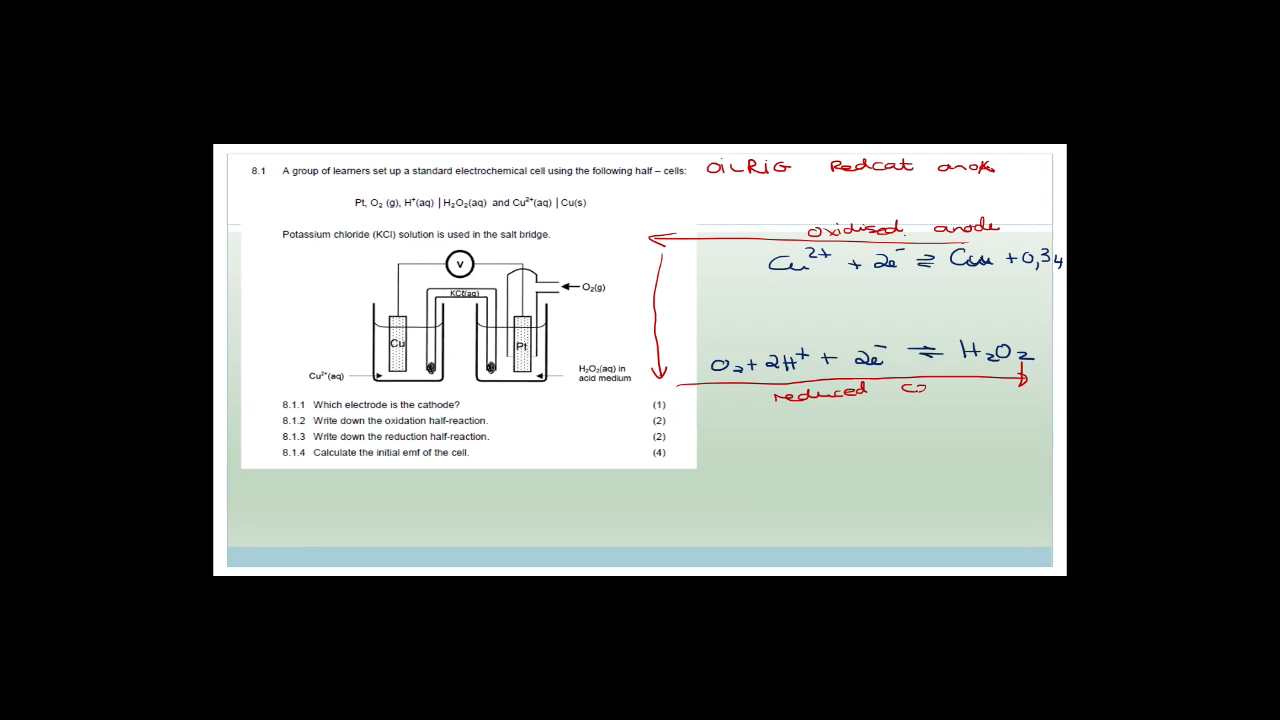 8.1 A group of learners set up a standard electrochemical cell using the following half – cells:
OiLRiG Redcat anox
Pt, O₂ (g), H⁺(aq) | H₂O₂(aq) and Cu²⁺(aq) | Cu(s)
Potassium chloride (KCl) solution is used in the salt bridge.
oxidised. anode
Cu²⁺ + 2e⁻ ⇌ Cu +0,34
V
KCℓ(aq)
O₂(g)
Cu
Pt
O₂ + 2H⁺ + 2e⁻ ⇌ H₂O₂
reduced co
Cu²⁺(aq)
H₂O₂(aq) in
acid medium
8.1.1 Which electrode is the cathode? (1)
8.1.2 Write down the oxidation half-reaction. (2)
8.1.3 Write down the reduction half-reaction. (2)
8.1.4 Calculate the initial emf of the cell. (4)